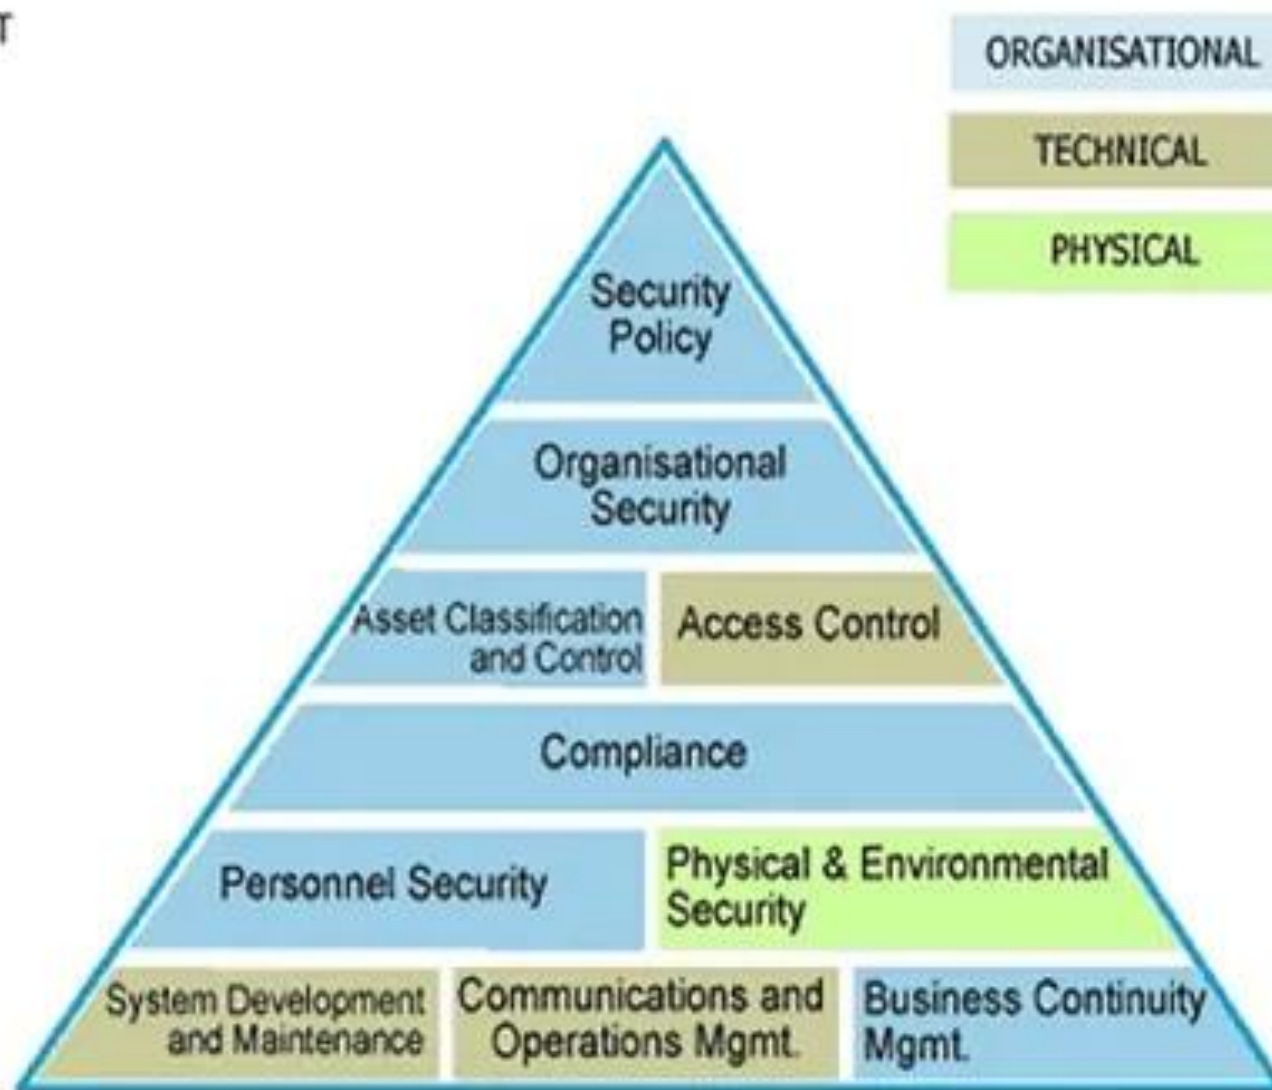 T
ORGANISATIONAL
TECHNICAL
PHYSICAL
Security
Policy
Organisational
Security
Asset Classification
and Control
Access Control
Compliance
Personnel Security
Physical & Environmental
Security
System Development
and Maintenance
Communications and
Operations Mgmt.
Business Continuity
Mgmt.